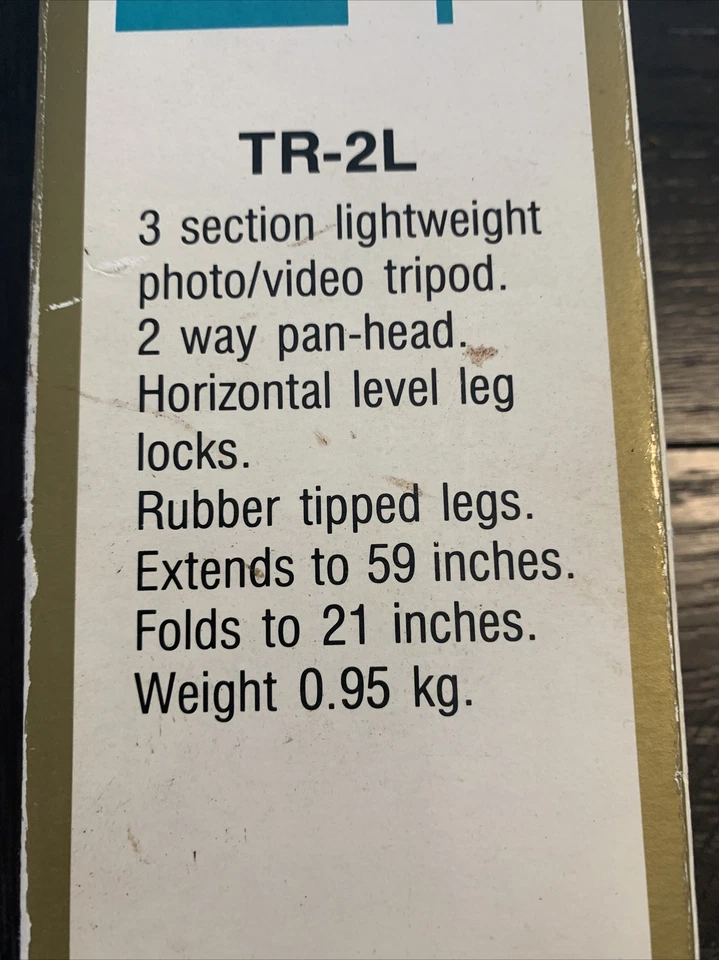 TR-2L
3 section lightweight
photo/video tripod.
2 way pan-head.
Horizontal level leg
locks.
Rubber tipped legs.
Extends to 59 inches.
Folds to 21 inches.
Weight 0.95 kg.